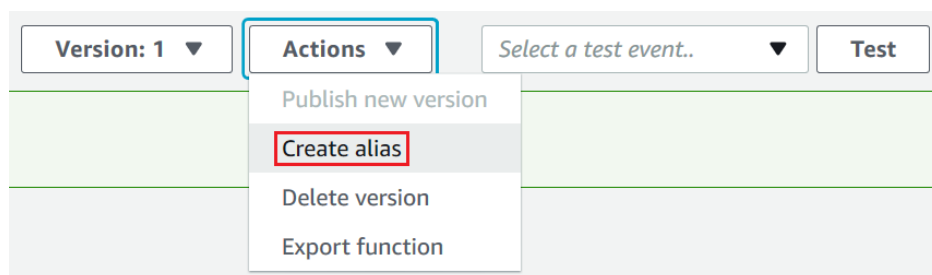 Version: 1 Actions Select a test event.. Test
Publish new version
Create alias
Delete version
Export function